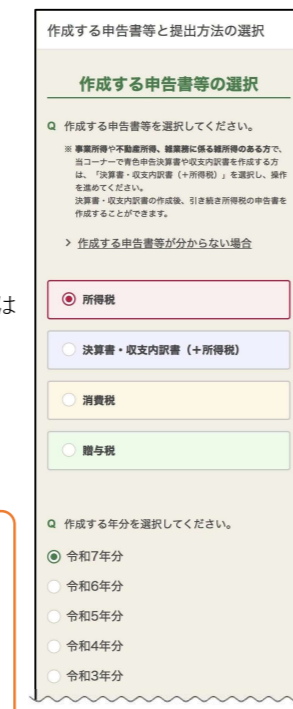 作成する申告書等と提出方法の選択
作成する申告書等の選択
Q 作成する申告書等を選択してください。
※ 事業所得や不動産所得、雑業務に係る雑所得のある方で、
当コーナーで青色申告決算書や収支内訳書を作成する方
は、「決算書・収支内訳書（+所得税）」を選択し、操作
を進めてください。
決算書・収支内訳書の作成後、引き続き所得税の申告書を
作成することができます。
> 作成する申告書等が分からない場合
は
所得税
決算書・収支内訳書（+所得税）
消費税
贈与税
Q 作成する年分を選択してください。
令和7年分
令和6年分
令和5年分
令和4年分
令和3年分